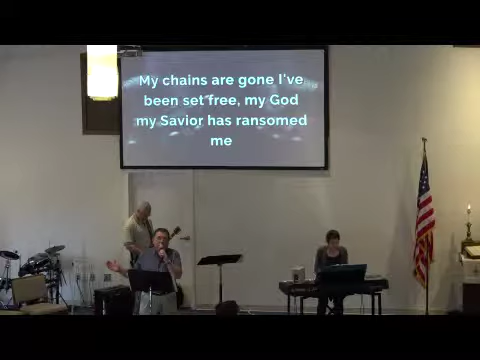 My chains are gone I've
been set free, my God
my Savior has ransomed
me